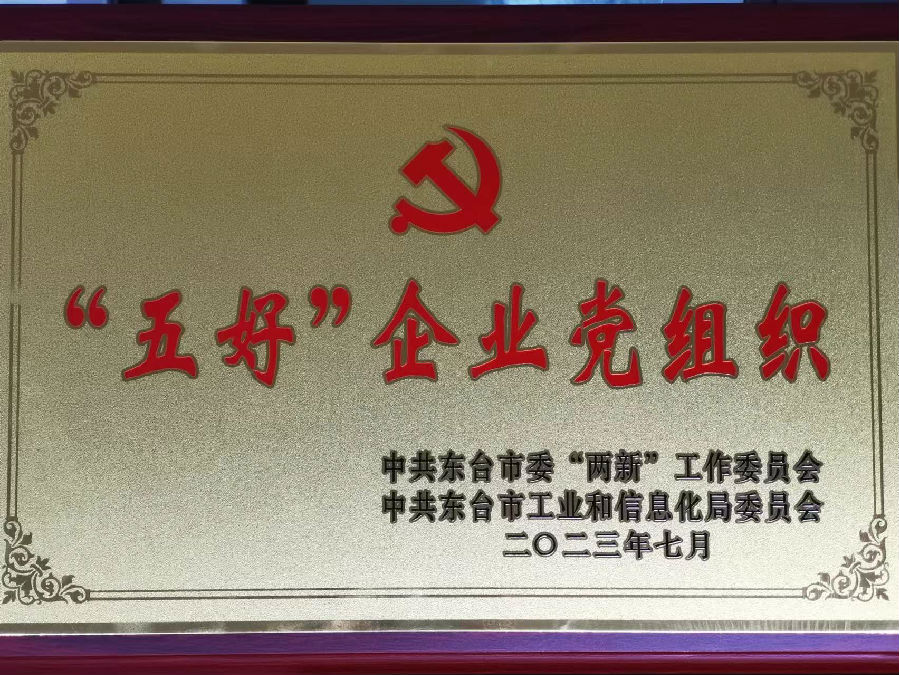 “五好”企业党组织
中共东台市委“两新”工作委员会
中共东台市工业和信息化局委员会
二〇二三年七月